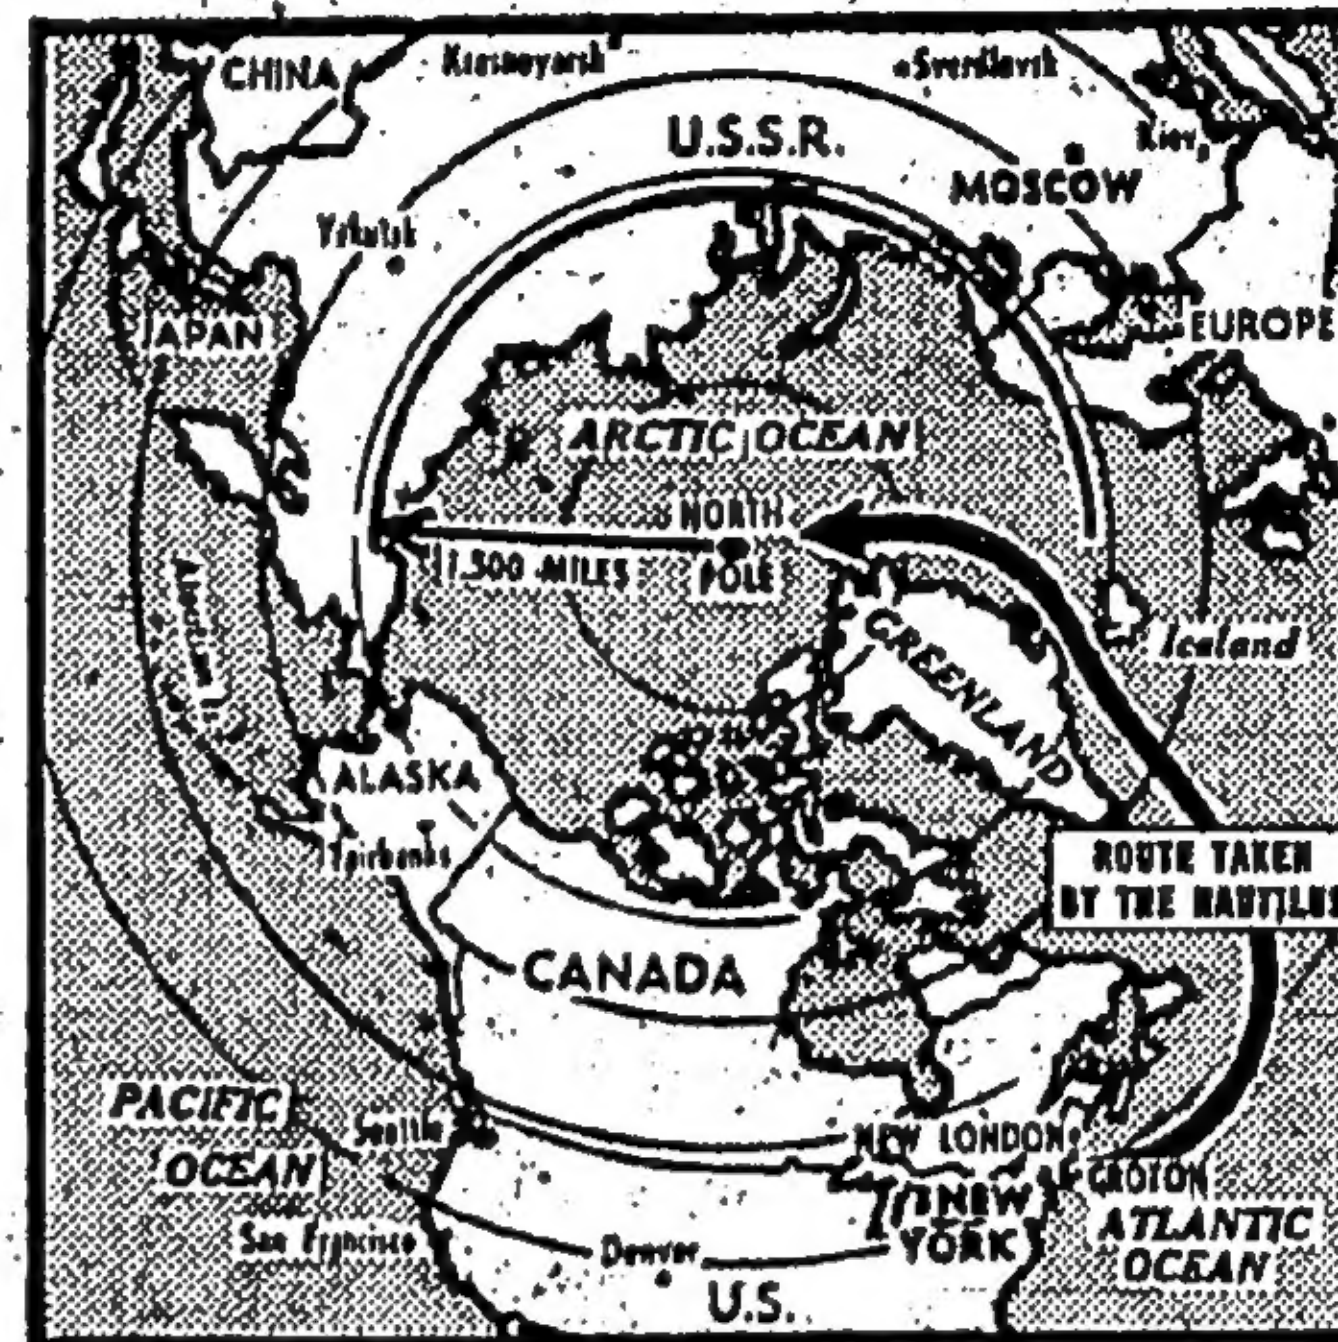 CHINA
Krasnoyarsk
Sverdlovsk
U.S.S.R.
Kiev
MOSCOW
Yakutsk
JAPAN
EUROPE
ARCTIC OCEAN
NORTH
POLE
1,500 MILES
Iceland
GREENLAND
ALASKA
Fairbanks
ROUTE TAKEN
BY THE NAUTILUS
CANADA
PACIFIC
OCEAN
Seattle
NEW LONDON
GROTON
NEW
YORK
ATLANTIC
OCEAN
San Francisco
Denver
U.S.